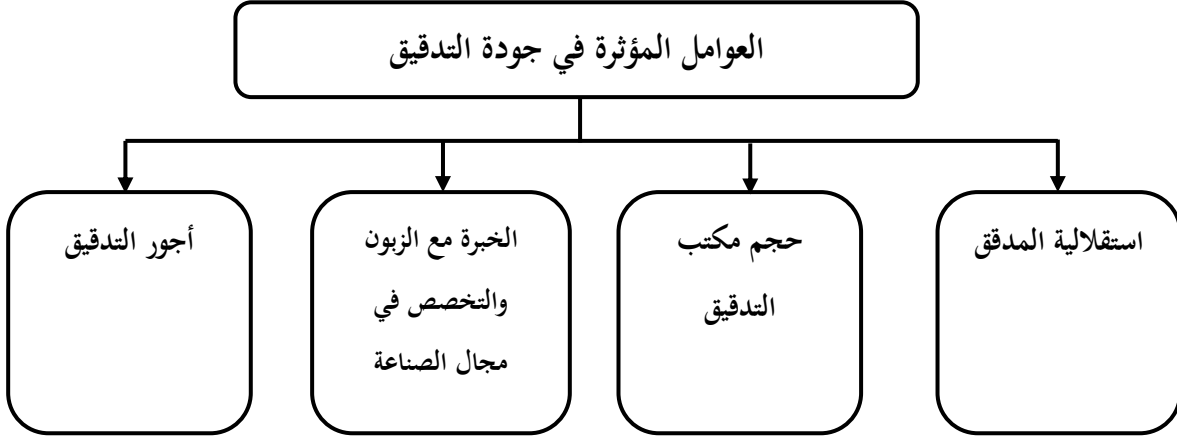 العوامل المؤثرة في جودة التدقيق
استقلالية المدقق
حجم مكتب
التدقيق
الخبرة مع الزبون
والتخصص في
مجال الصناعة
أجور التدقيق